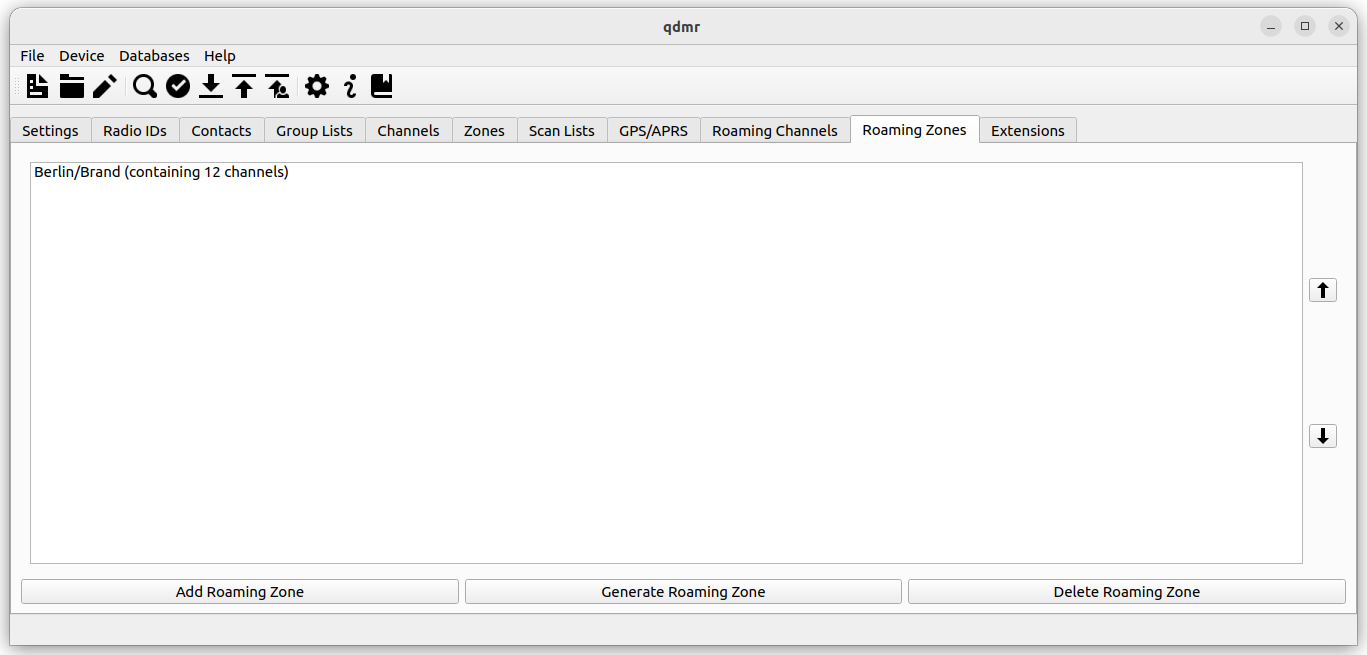 qdmr
File Device Databases Help
Settings Radio IDs Contacts Group Lists Channels Zones Scan Lists GPS/APRS Roaming Channels Roaming Zones Extensions
Berlin/Brand (containing 12 channels)
Add Roaming Zone Generate Roaming Zone Delete Roaming Zone